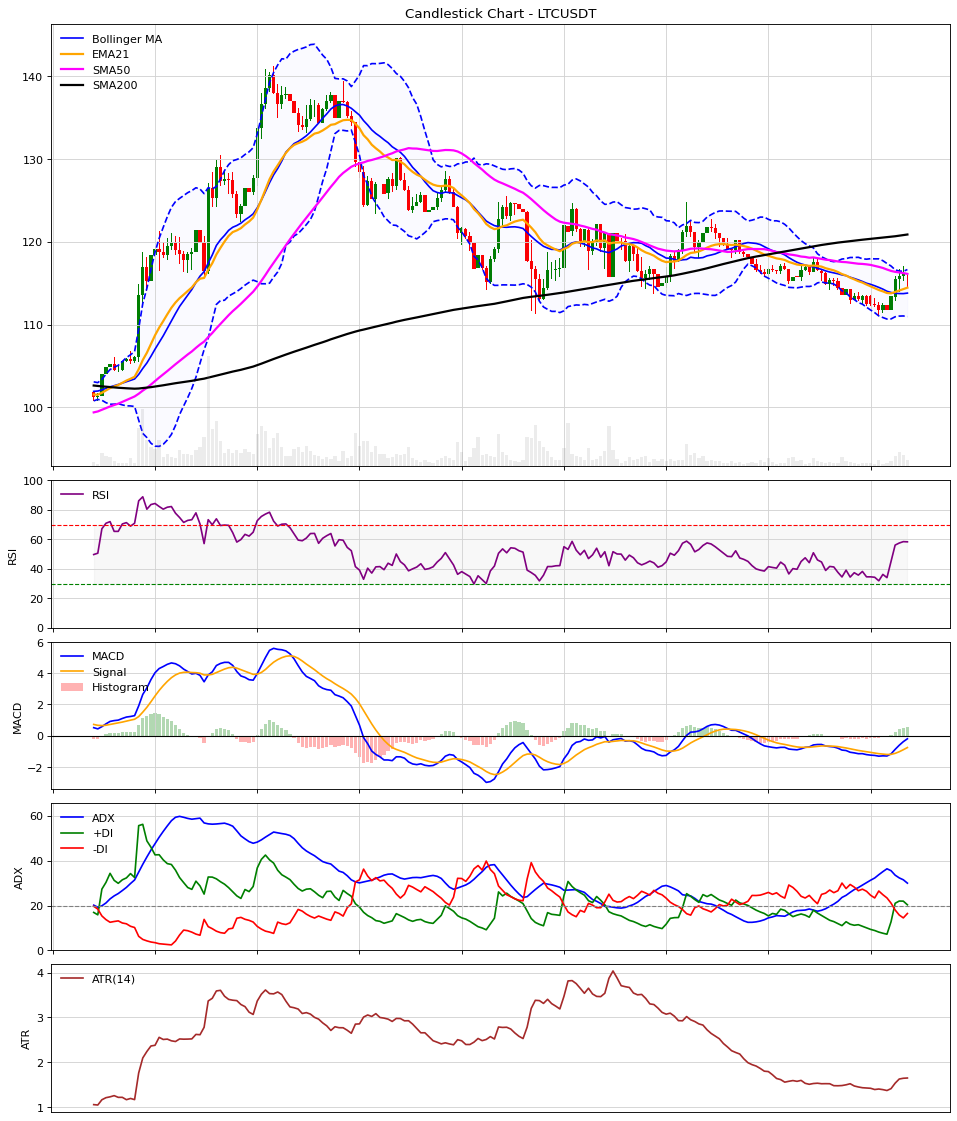 Candlestick Chart - LTCUSDT
Bollinger MA
EMA21
SMA50
SMA200
140
130
120
110
100
RSI
100
80
60
40
20
0
RSI
MACD
Signal
Histogram
6
4
2
0
−2
MACD
ADX
+DI
-DI
60
40
20
0
ADX
ATR(14)
4
3
2
1
ATR